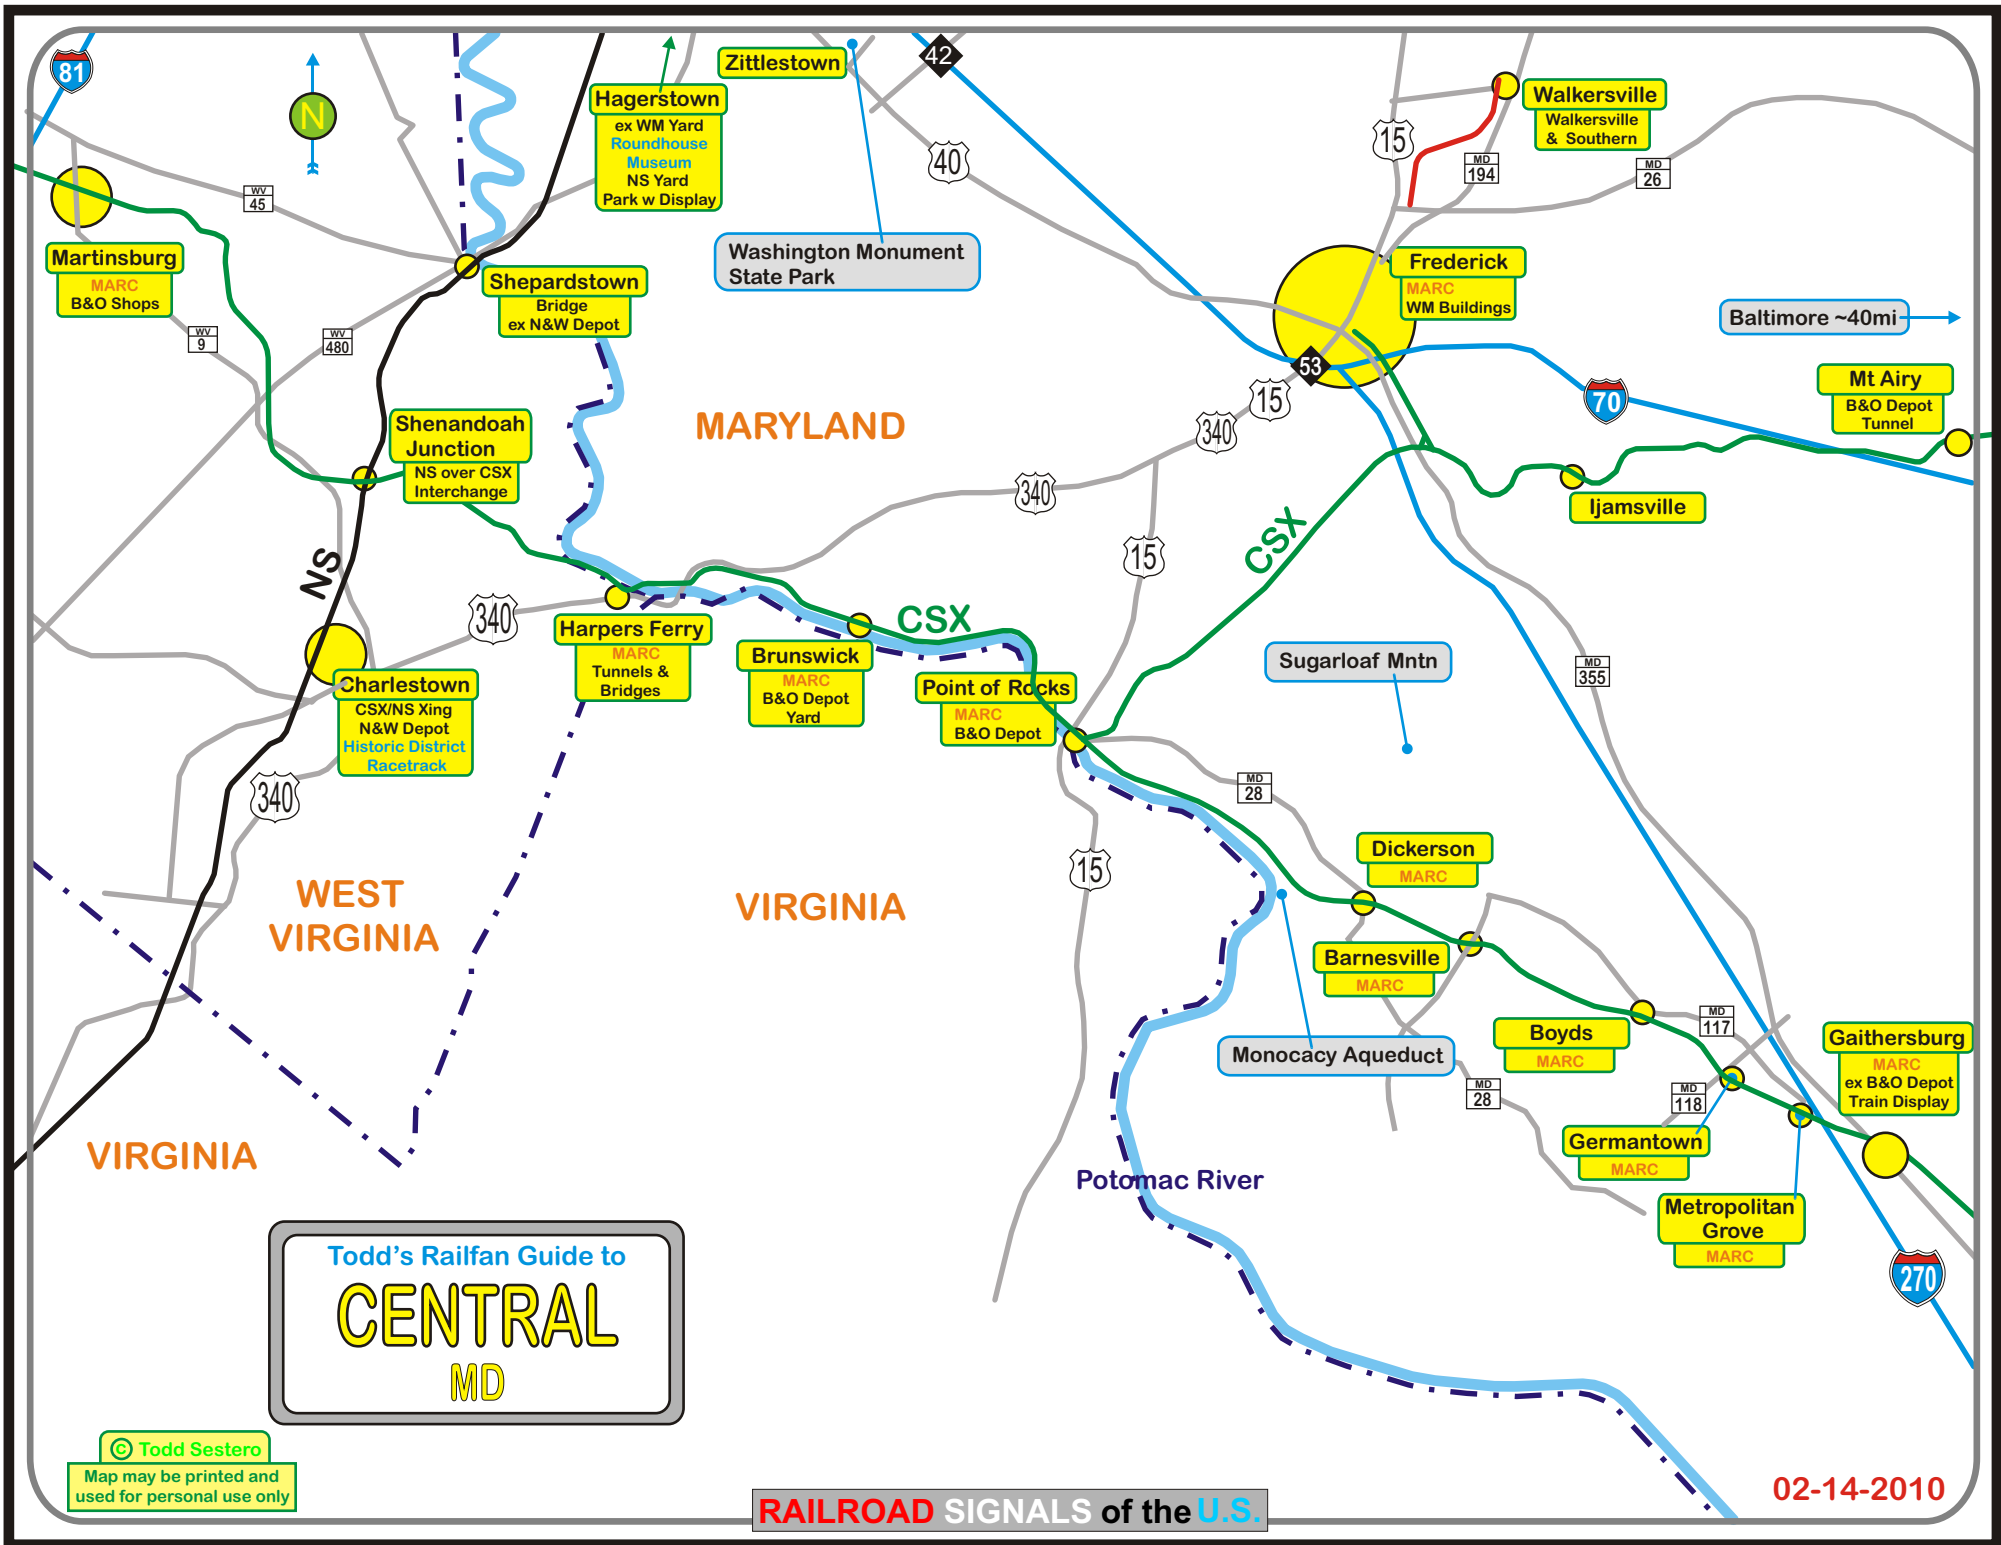 81
N
Hagerstown
ex WM Yard
Roundhouse
Museum
NS Yard
Park w Display
Zittlestown
42
40
15
MD
194
Walkersville
Walkersville
& Southern
MD
26
WV
45
Martinsburg
MARC
B&O Shops
WV
9
WV
480
Shepardstown
Bridge
ex N&W Depot
Washington Monument
State Park
Frederick
MARC
WM Buildings
Baltimore ~40mi
53
15
340
70
Mt Airy
B&O Depot
Tunnel
MARYLAND
Shenandoah
Junction
NS over CSX
Interchange
340
15
CSX
Ijamsville
NS
340
Harpers Ferry
MARC
Tunnels &
Bridges
Brunswick
MARC
B&O Depot
Yard
CSX
Point of Rocks
MARC
B&O Depot
Sugarloaf Mntn
MD
355
Charlestown
CSX/NS Xing
N&W Depot
Historic District
Racetrack
340
MD
28
15
Dickerson
MARC
WEST
VIRGINIA
VIRGINIA
Barnesville
MARC
Monocacy Aqueduct
Boyds
MARC
MD
117
Gaithersburg
MARC
ex B&O Depot
Train Display
MD
28
MD
118
Germantown
MARC
VIRGINIA
Potomac River
Metropolitan
Grove
MARC
270
Todd's Railfan Guide to
CENTRAL
MD
© Todd Sestero
Map may be printed and
used for personal use only
RAILROAD SIGNALS of the U.S.
02-14-2010